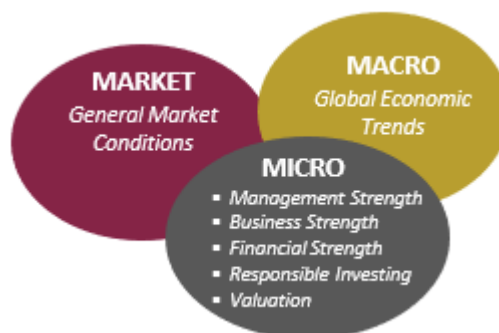 MARKET
General Market
Conditions
MACRO
Global Economic
Trends
MICRO
▪ Management Strength
▪ Business Strength
▪ Financial Strength
▪ Responsible Investing
▪ Valuation